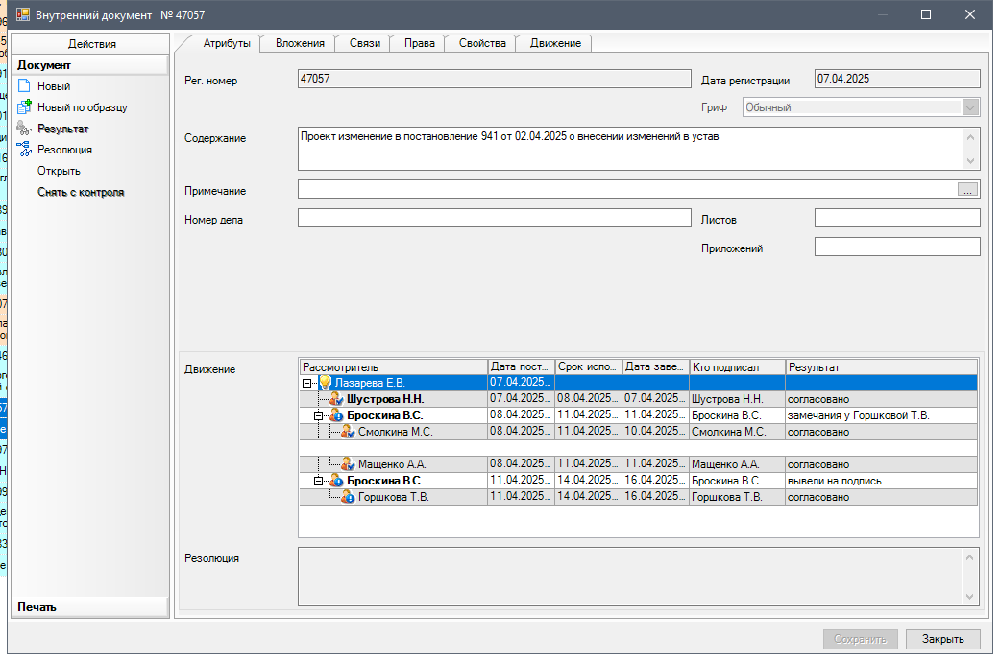 Внутренний документ № 47057
Действия
Документ
Новый
Новый по образцу
Результат
Резолюция
Открыть
Снять с контроля
Печать
Атрибуты Вложения Связи Права Свойства Движение
Рег. номер 47057 Дата регистрации 07.04.2025
Гриф Обычный
Содержание Проект изменение в постановление 941 от 02.04.2025 о внесении изменений в устав
Примечание ...
Номер дела Листов
Приложений
Движение
Рассмотритель Дата пост... Срок испо... Дата заве... Кто подписал Результат
Лазарева Е.В. 07.04.2025...
Шустрова Н.Н. 07.04.2025... 08.04.2025... 07.04.2025... Шустрова Н.Н. согласовано
Броскина В.С. 08.04.2025... 11.04.2025... 11.04.2025... Броскина В.С. замечания у Горшковой Т.В.
Смолкина М.С. 08.04.2025... 11.04.2025... 10.04.2025... Смолкина М.С. согласовано
Мащенко А.А. 08.04.2025... 11.04.2025... 11.04.2025... Мащенко А.А. согласовано
Броскина В.С. 11.04.2025... 14.04.2025... 16.04.2025... Броскина В.С. вывели на подпись
Горшкова Т.В. 11.04.2025... 14.04.2025... 16.04.2025... Горшкова Т.В. согласовано
Резолюция
Сохранить Закрыть